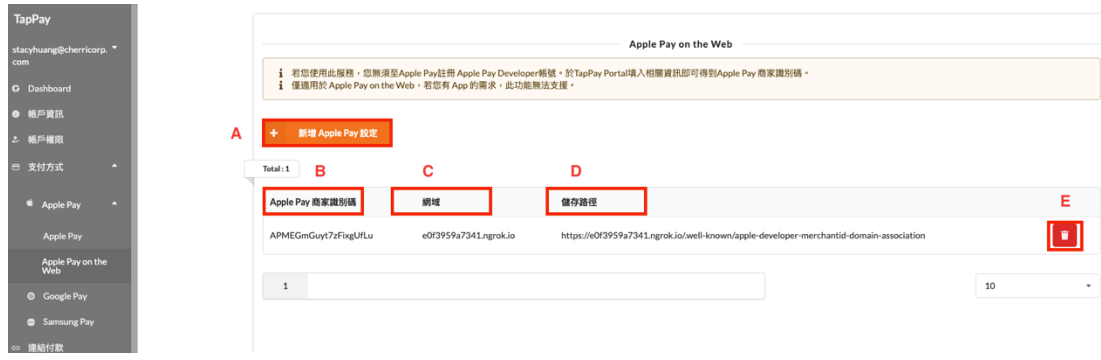 TapPay
stacyhuang@cherricorp.
com
Dashboard
帳戶資訊
帳戶權限
支付方式
Apple Pay
Apple Pay
Apple Pay on the
Web
Google Pay
Samsung Pay
連結付款
Apple Pay on the Web
若您使用此服務，您無須至Apple Pay註冊 Apple Pay Developer帳號。於TapPay Portal填入相關資訊即可得到Apple Pay 商家識別碼。
僅適用於 Apple Pay on the Web，若您有 App 的需求，此功能無法支援。
A
+ 新增 Apple Pay 設定
Total : 1
B C D E
Apple Pay 商家識別碼 網域 儲存路徑
APMEGmGuyt7zFixgUfLu e0f3959a7341.ngrok.io https://e0f3959a7341.ngrok.io/.well-known/apple-developer-merchantid-domain-association
1 10